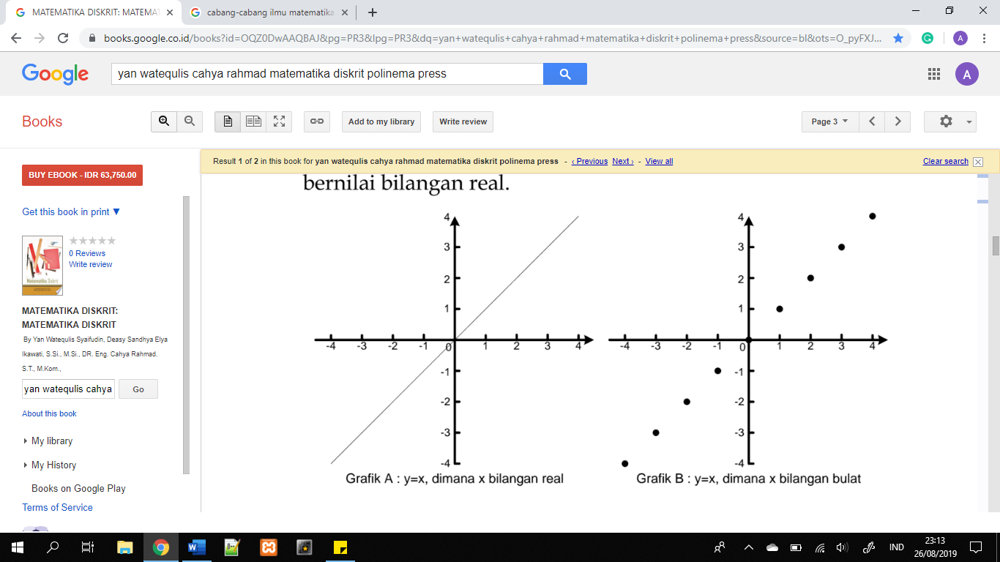 MATEMATIKA DISKRIT: MATEMAT
cabang-cabang ilmu matematika
books.google.co.id/books?id=OQZ0DwAAQBAJ&pg=PR3&lpg=PR3&dq=yan+watequlis+cahya+rahmad+matematika+diskrit+polinema+press&source=bl&ots=O_pyFXJ...
A
Google
yan watequlis cahya rahmad matematika diskrit polinema press
A
Books
Add to my library
Write review
Page 3
Result 1 of 2 in this book for yan watequlis cahya rahmad matematika diskrit polinema press - ‹ Previous Next › - View all
Clear search
BUY EBOOK - IDR 63,750.00
Get this book in print ▼
0 Reviews
Write review
Matematika Diskrit
MATEMATIKA DISKRIT:
MATEMATIKA DISKRIT
By Yan Watequlis Syaifudin, Deasy Sandhya Elya
Ikawati, S.Si., M.Si., DR. Eng. Cahya Rahmad.
S.T., M.Kom.,
yan watequlis cahya
Go
About this book
My library
My History
Books on Google Play
Terms of Service
bernilai bilangan real.
4
3
2
1
-4 -3 -2 -1 0 1 2 3 4
-1
-2
-3
-4
Grafik A : y=x, dimana x bilangan real
4
3
2
1
-4 -3 -2 -1 0 1 2 3 4
-1
-2
-3
-4
Grafik B : y=x, dimana x bilangan bulat
IND
23:13
26/08/2019